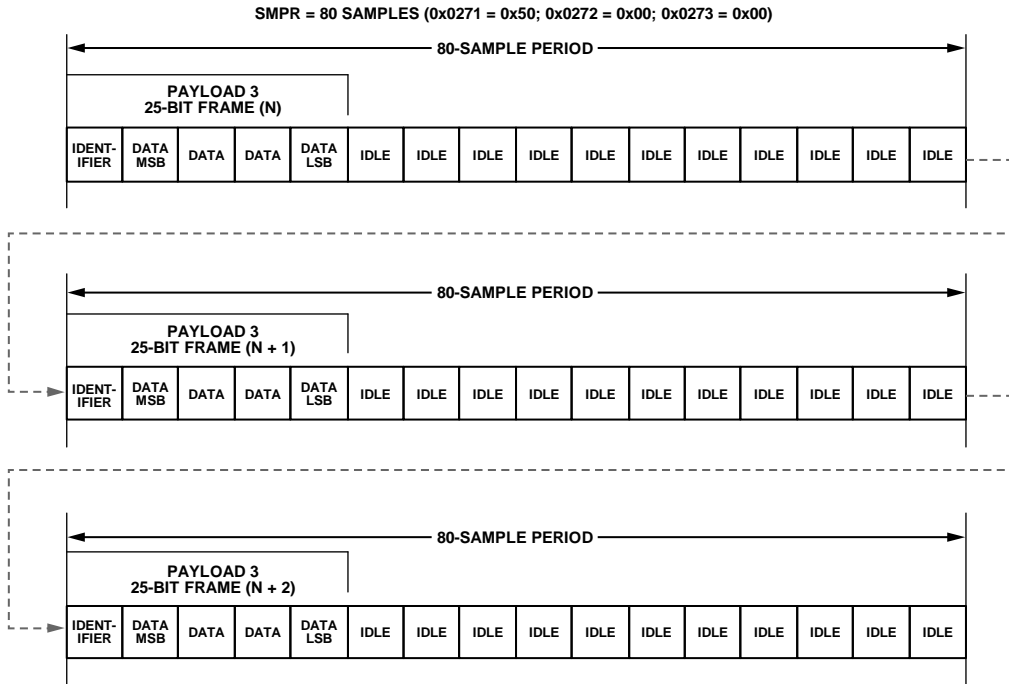 SMPR = 80 SAMPLES (0x0271 = 0x50; 0x0272 = 0x00; 0x0273 = 0x00)
80-SAMPLE PERIOD
PAYLOAD 3
25-BIT FRAME (N)
IDENT-
IFIER
DATA
MSB
DATA
DATA
DATA
LSB
IDLE
IDLE
IDLE
IDLE
IDLE
IDLE
IDLE
IDLE
IDLE
IDLE
IDLE
80-SAMPLE PERIOD
PAYLOAD 3
25-BIT FRAME (N + 1)
IDENT-
IFIER
DATA
MSB
DATA
DATA
DATA
LSB
IDLE
IDLE
IDLE
IDLE
IDLE
IDLE
IDLE
IDLE
IDLE
IDLE
IDLE
80-SAMPLE PERIOD
PAYLOAD 3
25-BIT FRAME (N + 2)
IDENT-
IFIER
DATA
MSB
DATA
DATA
DATA
LSB
IDLE
IDLE
IDLE
IDLE
IDLE
IDLE
IDLE
IDLE
IDLE
IDLE
IDLE